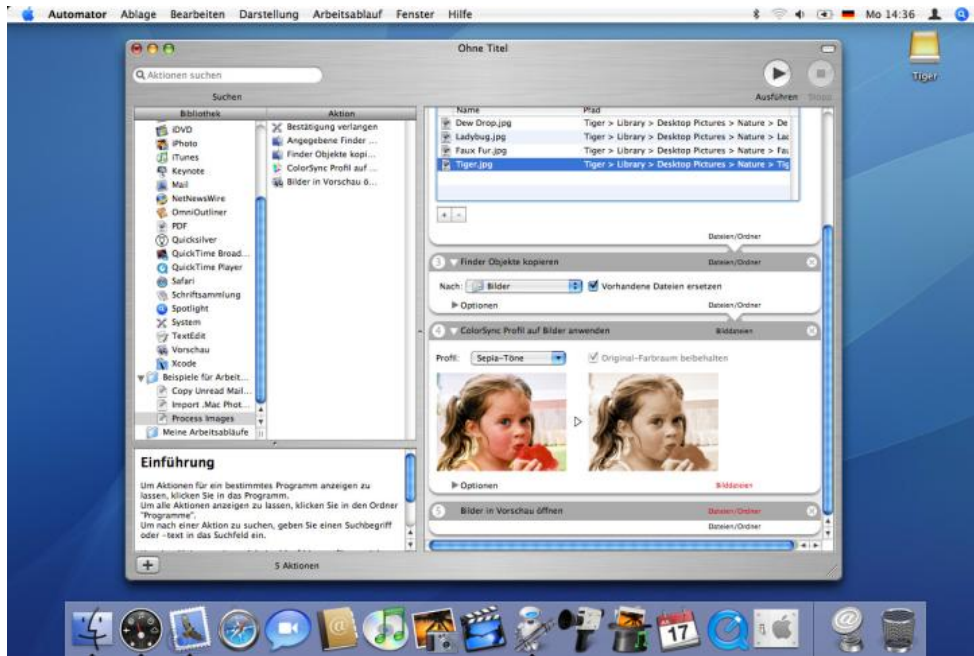 Automator Ablage Bearbeiten Darstellung Arbeitsablauf Fenster Hilfe
Mo 14:36
Ohne Titel
Tiger
Aktionen suchen
Suchen
Ausführen
Stopp
Bibliothek
iDVD
iPhoto
iTunes
Keynote
Mail
NetNewsWire
OmniOutliner
PDF
Quicksilver
QuickTime Broad...
QuickTime Player
Safari
Schriftsammlung
Spotlight
System
TextEdit
Vorschau
Xcode
Beispiele für Arbeit...
Copy Unread Mail...
Import .Mac Phot...
Process Images
Meine Arbeitsabläufe
Aktion
Bestätigung verlangen
Angegebene Finder ...
Finder Objekte kopi...
ColorSync Profil auf ...
Bilder in Vorschau ö...
Name Pfad
Dew Drop.jpg Tiger > Library > Desktop Pictures > Nature > De
Ladybug.jpg Tiger > Library > Desktop Pictures > Nature > Lad
Faux Fur.jpg Tiger > Library > Desktop Pictures > Nature > Fau
Tiger.jpg Tiger > Library > Desktop Pictures > Nature > Tig
+ -
Dateien/Ordner
3 Finder Objekte kopieren Dateien/Ordner
Nach: Bilder Vorhandene Dateien ersetzen
Optionen Dateien/Ordner
4 ColorSync Profil auf Bilder anwenden Bilddateien
Profil: Sepia-Töne Original-Farbraum beibehalten
Optionen Bilddateien
5 Bilder in Vorschau öffnen Dateien/Ordner
Dateien/Ordner
Einführung
Um Aktionen für ein bestimmtes Programm anzeigen zu
lassen, klicken Sie in das Programm.
Um alle Aktionen anzeigen zu lassen, klicken Sie in den Ordner
"Programme".
Um nach einer Aktion zu suchen, geben Sie einen Suchbegriff
oder -text in das Suchfeld ein.
5 Aktionen
17